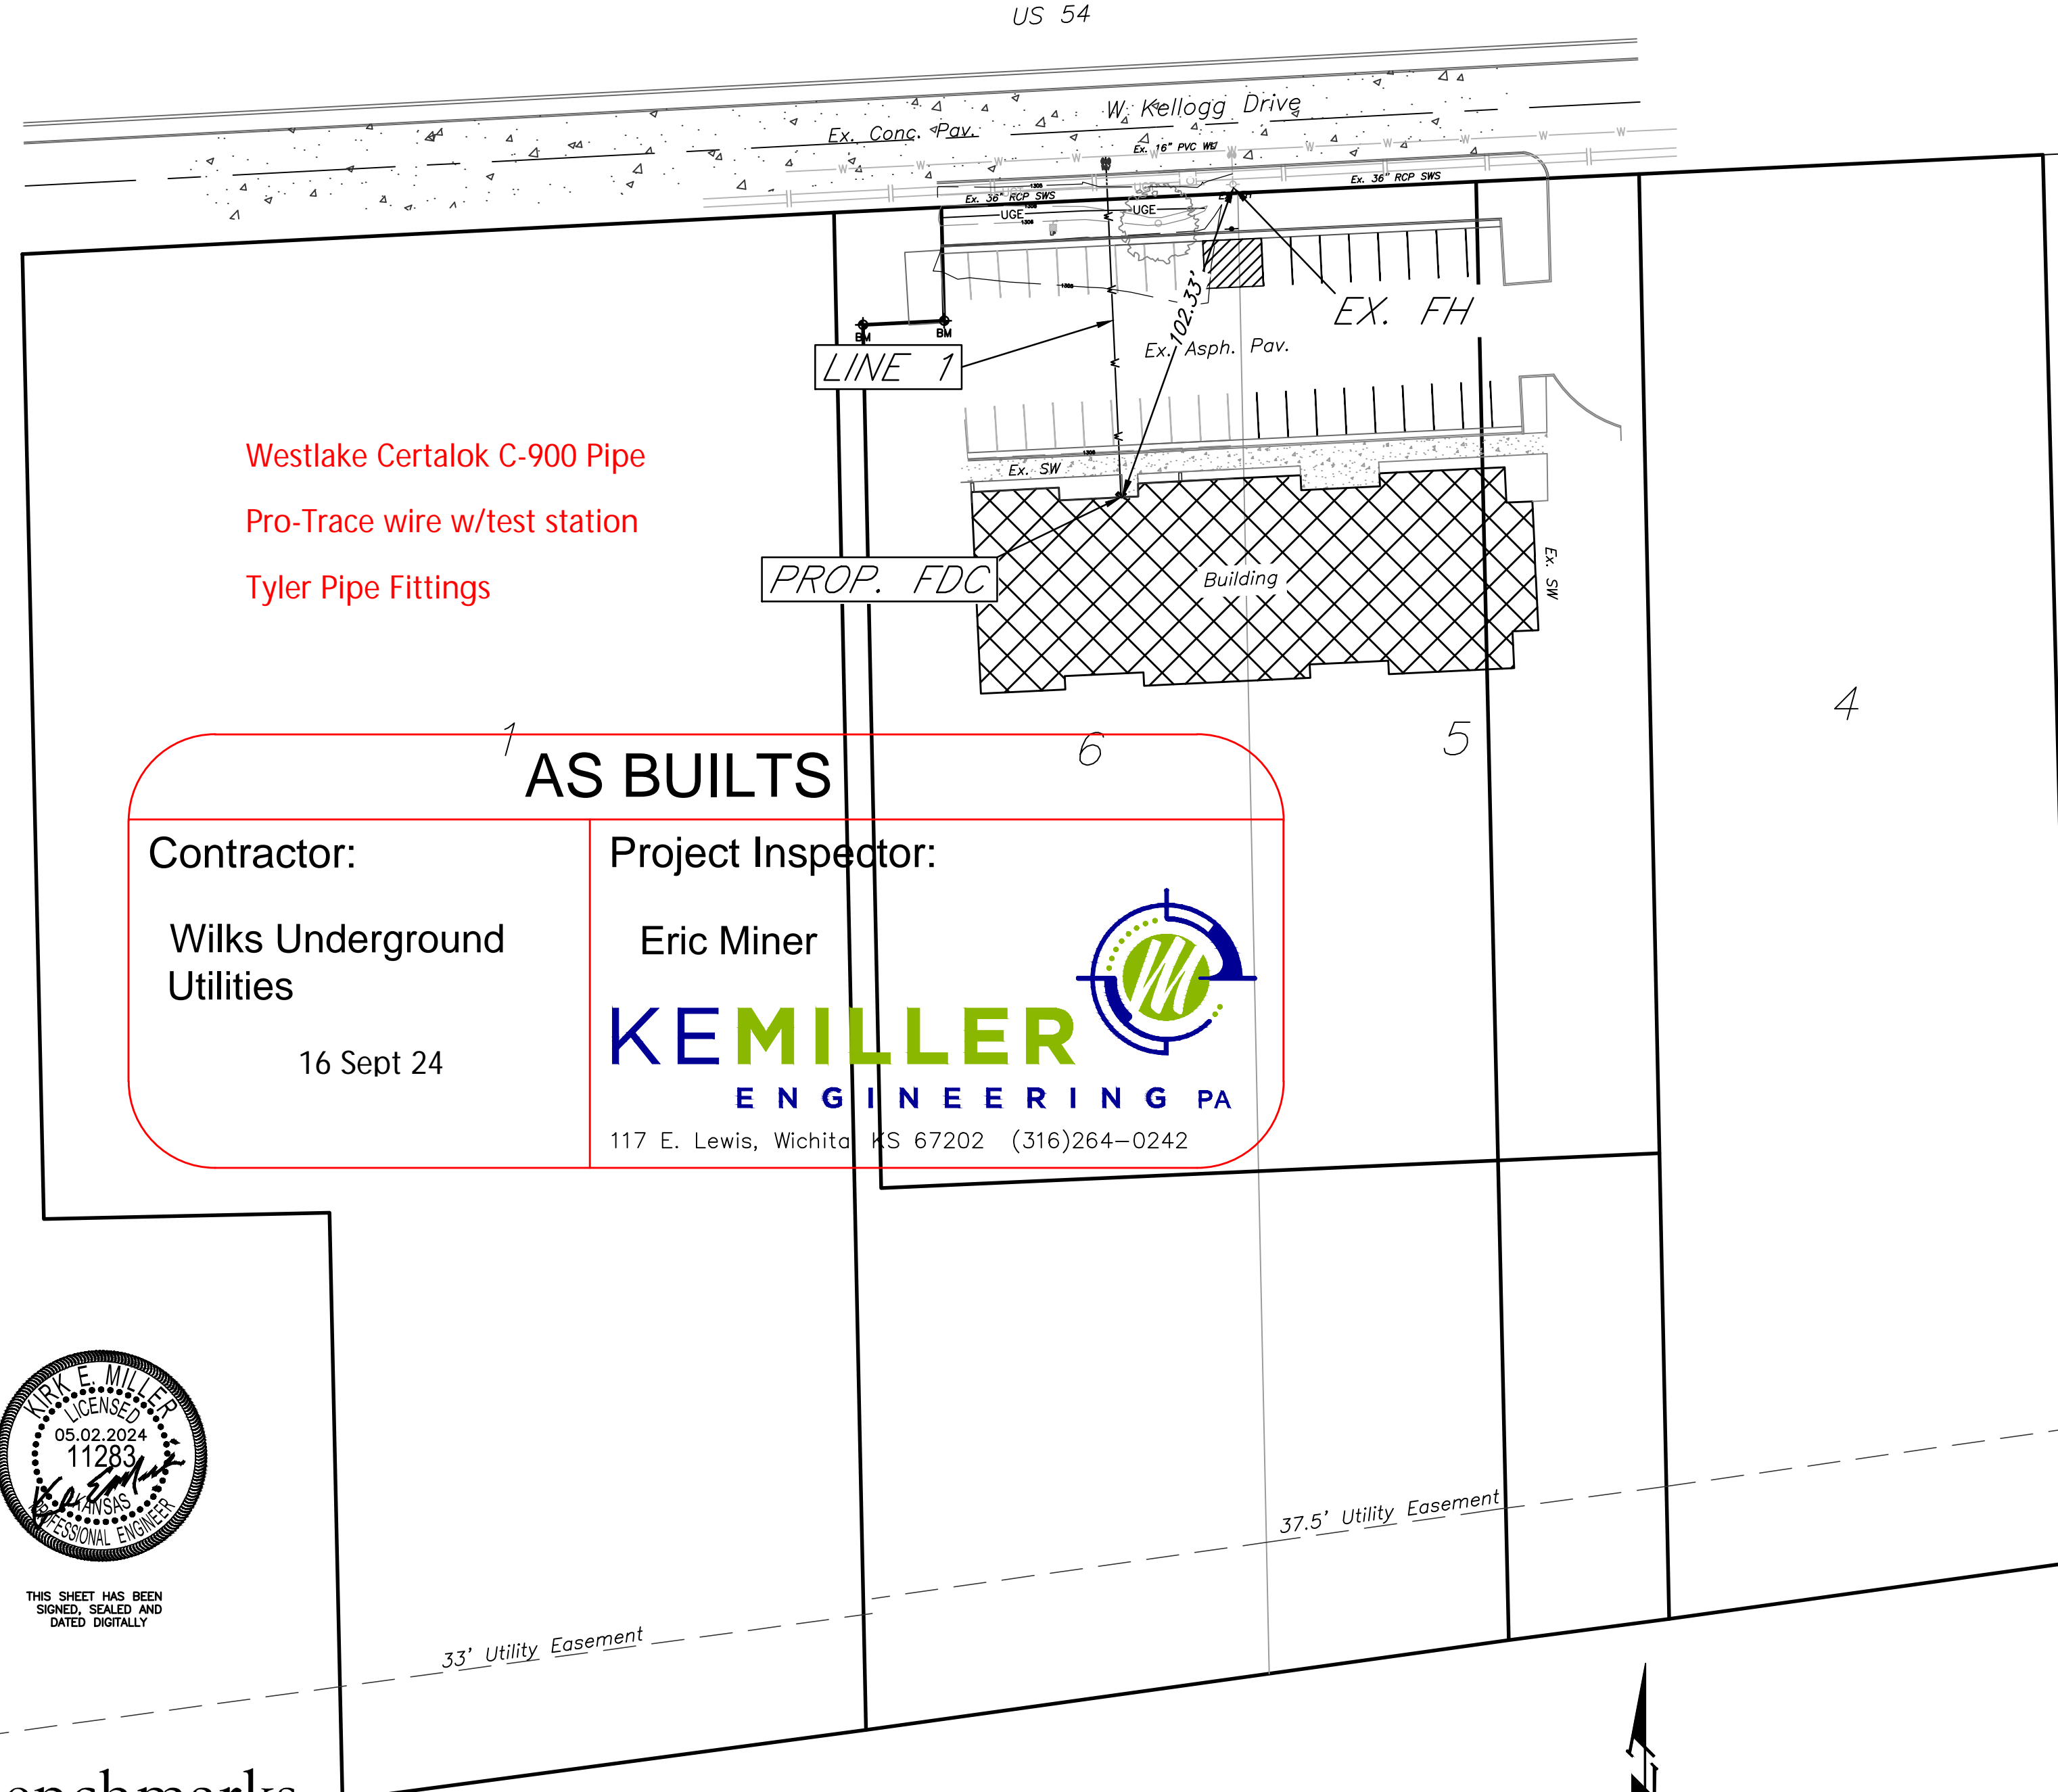 US 54
W. Kellogg Drive
Ex. Conc. Pav.
Ex. 16" PVC
Ex. 36" RCP SWS
Ex. 36" RCP SWS
1308
UGE
UGE
1308
1308
BM
BM
102.33'
EX. FH
LINE 1
Ex. Asph. Pav.
1308
Ex. SW
Westlake Certalok C-900 Pipe
Pro-Trace wire w/test station
Tyler Pipe Fittings
PROP. FDC
Building
Ex. SW
1
6
5
4
AS BUILTS
Contractor:
Wilks Underground
Utilities
16 Sept 24
Project Inspector:
Eric Miner
KEMILLER
ENGINEERING PA
117 E. Lewis, Wichita KS 67202 (316)264-0242
KIRK E. MILLER
LICENSED
05.02.2024
11283
KANSAS
PROFESSIONAL ENGINEER
THIS SHEET HAS BEEN
SIGNED, SEALED AND
DATED DIGITALLY
37.5' Utility Easement
33' Utility Easement